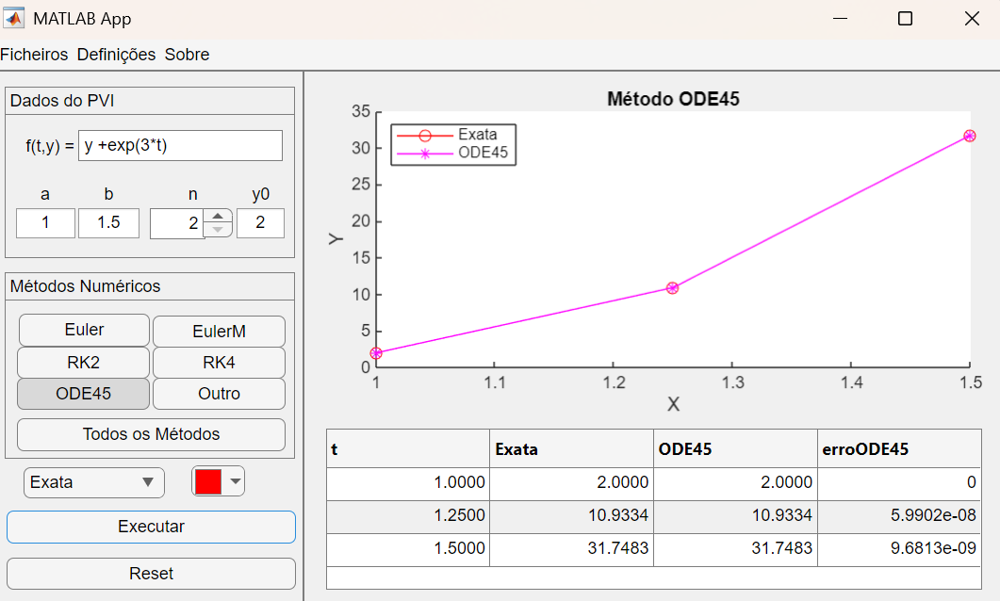 MATLAB App
Ficheiros Definições Sobre
Dados do PVI
f(t,y) = y +exp(3*t)
a b n y0
1 1.5 2 2
Métodos Numéricos
Euler EulerM
RK2 RK4
ODE45 Outro
Todos os Métodos
Exata
Executar
Reset
Método ODE45
Exata
ODE45
35
30
25
20
15
10
5
0
Y
1 1.1 1.2 1.3 1.4 1.5
X
t Exata ODE45 erroODE45
1.0000 2.0000 2.0000 0
1.2500 10.9334 10.9334 5.9902e-08
1.5000 31.7483 31.7483 9.6813e-09